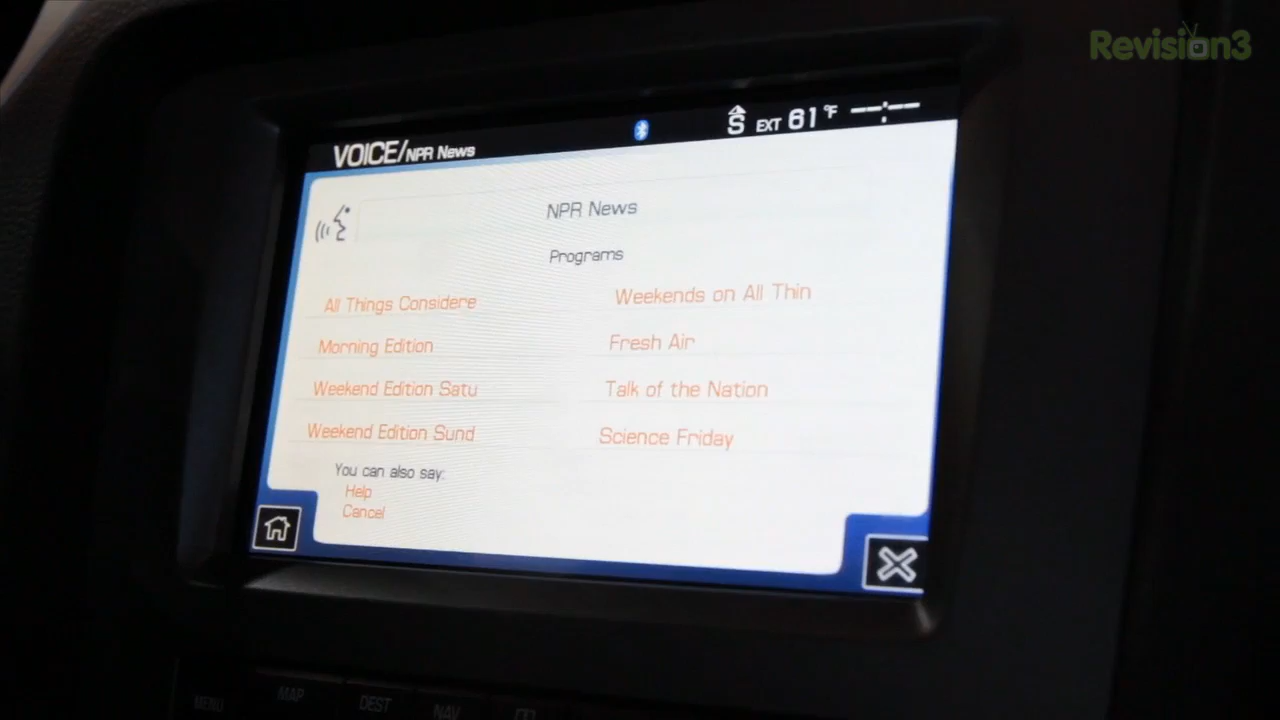 Revision3
S EXT 61°F --:--
VOICE/NPR News
NPR News
Programs
All Things Considere
Weekends on All Thin
Morning Edition
Fresh Air
Weekend Edition Satu
Talk of the Nation
Weekend Edition Sund
Science Friday
You can also say:
Help
Cancel
MENU
MAP
DEST
NAV